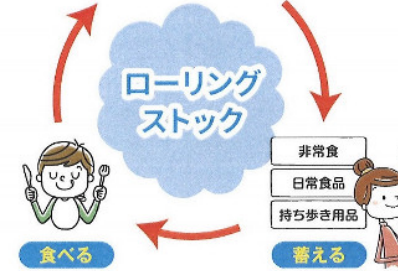 ローリング
ストック
非常食
日常食品
持ち歩き用品
食べる
蓄える